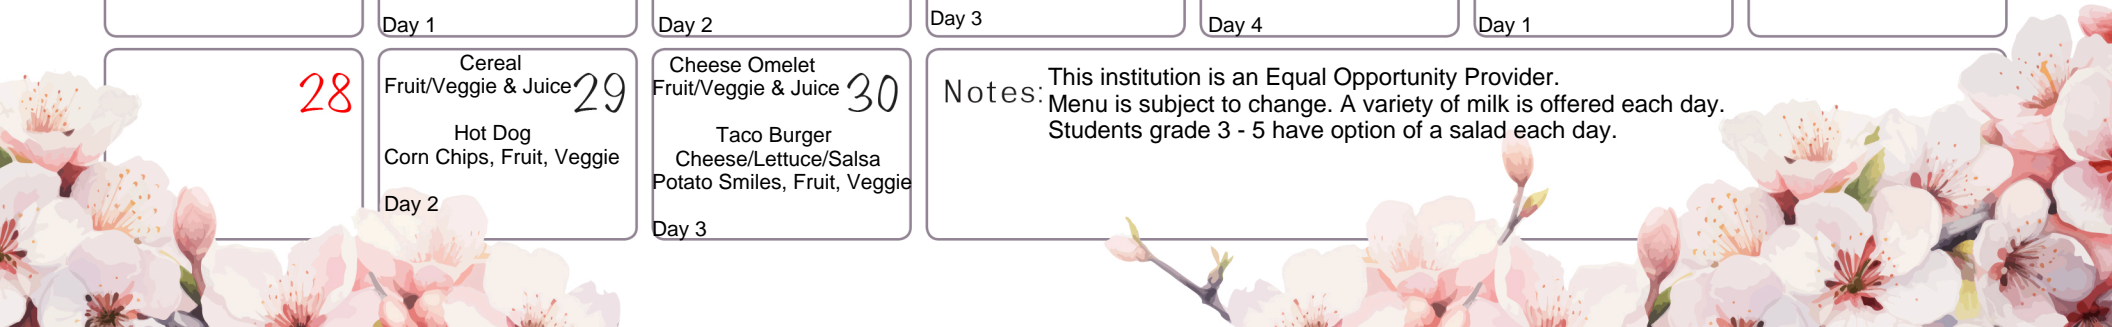 Day 1
Day 2
Day 3
Day 4
Day 1
28
Cereal
Fruit/Veggie & Juice
29
Hot Dog
Corn Chips, Fruit, Veggie
Day 2
Cheese Omelet
Fruit/Veggie & Juice
30
Taco Burger
Cheese/Lettuce/Salsa
Potato Smiles, Fruit, Veggie
Day 3
Notes:
This institution is an Equal Opportunity Provider.
Menu is subject to change. A variety of milk is offered each day.
Students grade 3 - 5 have option of a salad each day.